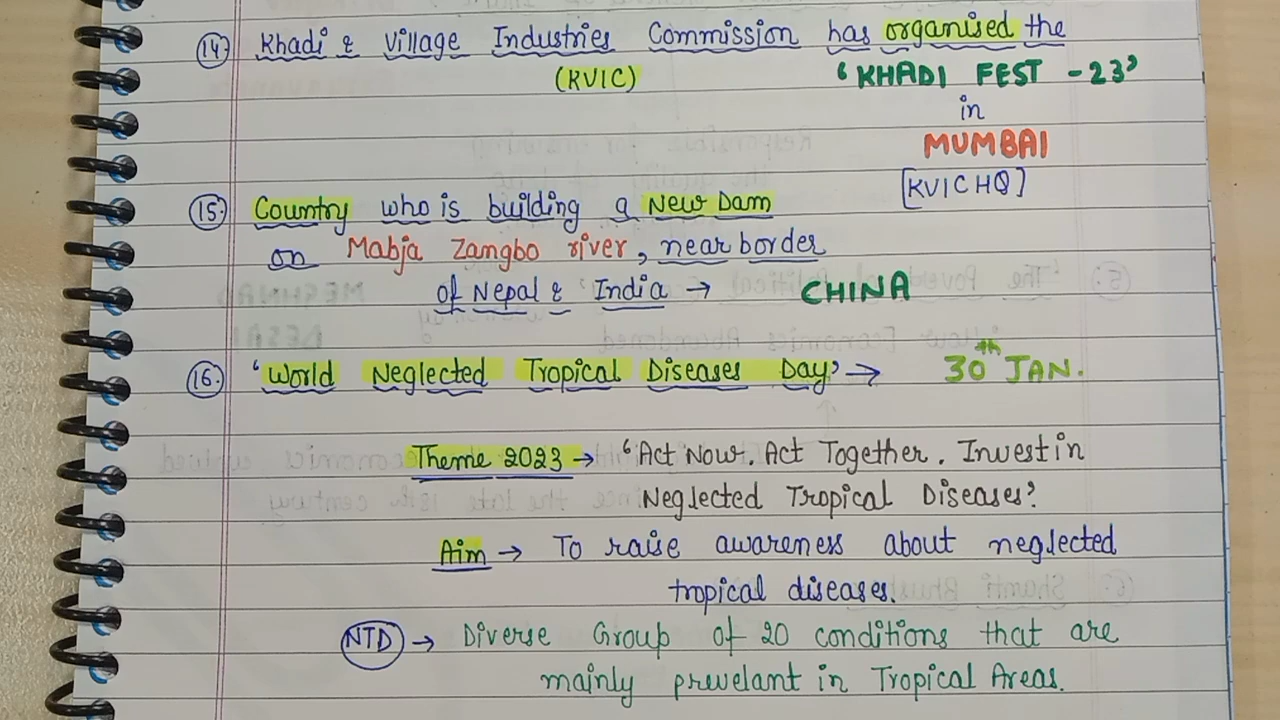 14) Khadi & Village Industries Commission has organised the
(KVIC) 'KHADI FEST - 23'
in
MUMBAI
[KVIC HQ]
15.) Country who is building a New Dam
on Mabja Zangbo river, near border
of Nepal & India → CHINA
16.) 'World Neglected Tropical Diseases Day' → 30th JAN.
Theme 2023 → 'Act Now. Act Together. Invest in
Neglected Tropical Diseases'.
Aim → To raise awareness about neglected
tropical diseases.
NTD → Diverse Group of 20 conditions that are
mainly prevelant in Tropical Areas.